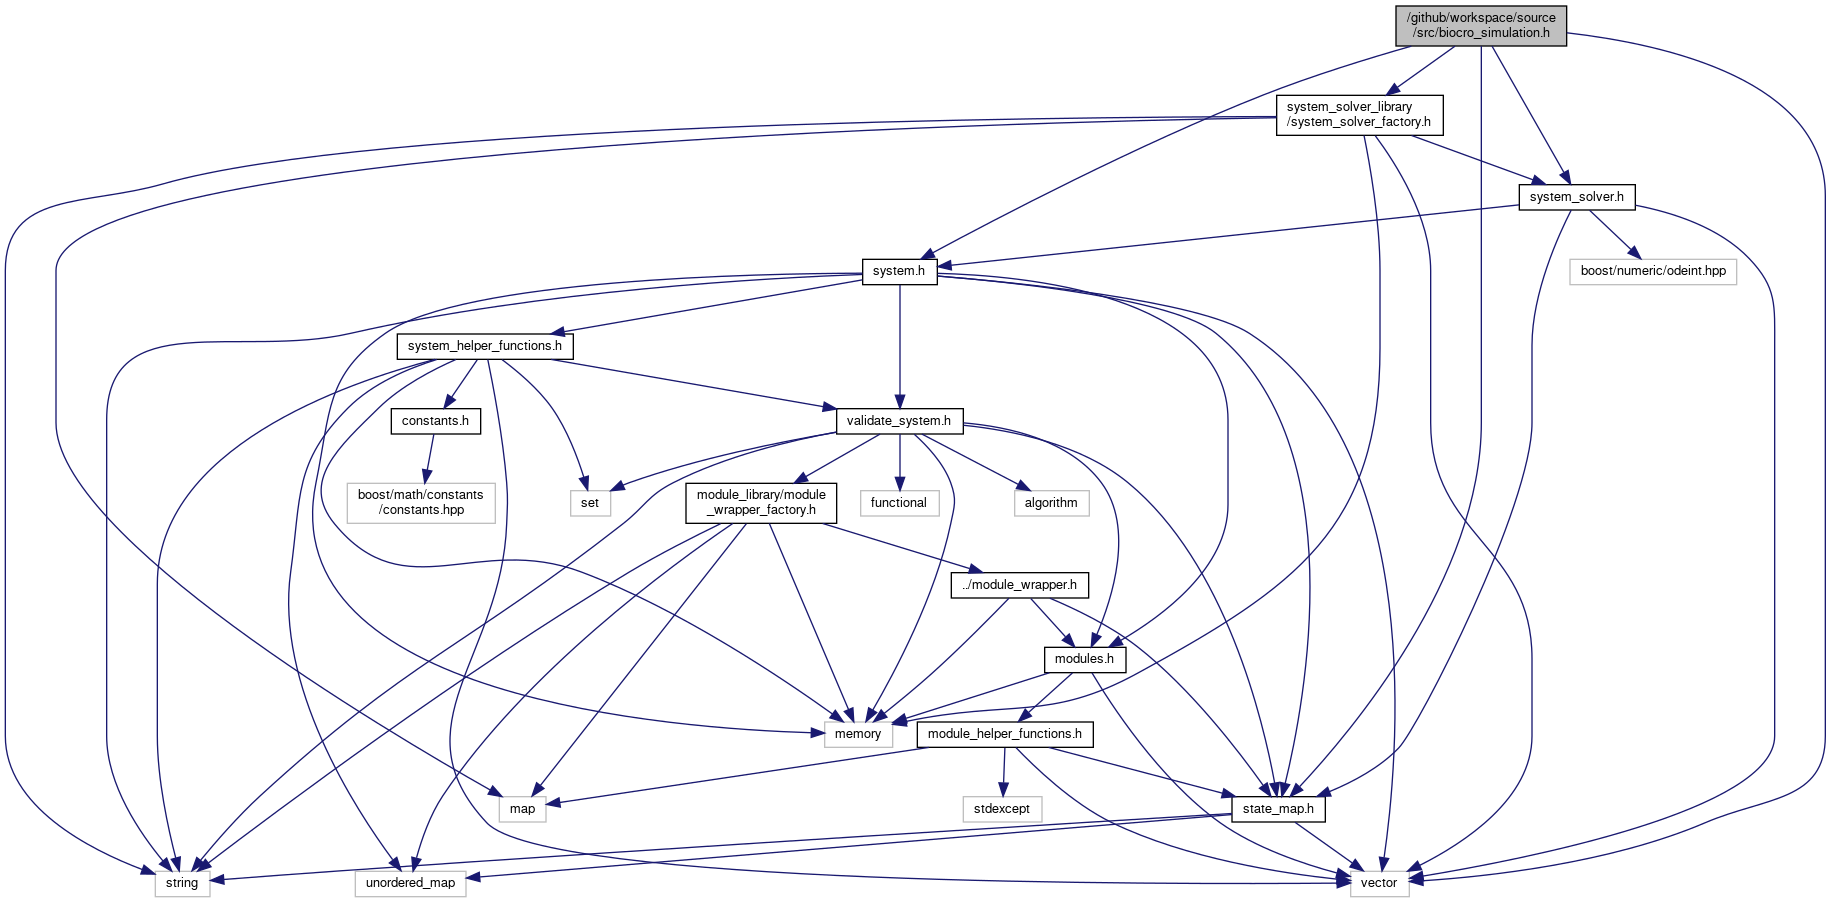 /github/workspace/source
/src/biocro_simulation.h
system_solver_library
/system_solver_factory.h
system_solver.h
system.h
boost/numeric/odeint.hpp
system_helper_functions.h
constants.h
validate_system.h
boost/math/constants
/constants.hpp
set
module_library/module
_wrapper_factory.h
functional
algorithm
../module_wrapper.h
modules.h
memory
module_helper_functions.h
map
stdexcept
state_map.h
string
unordered_map
vector